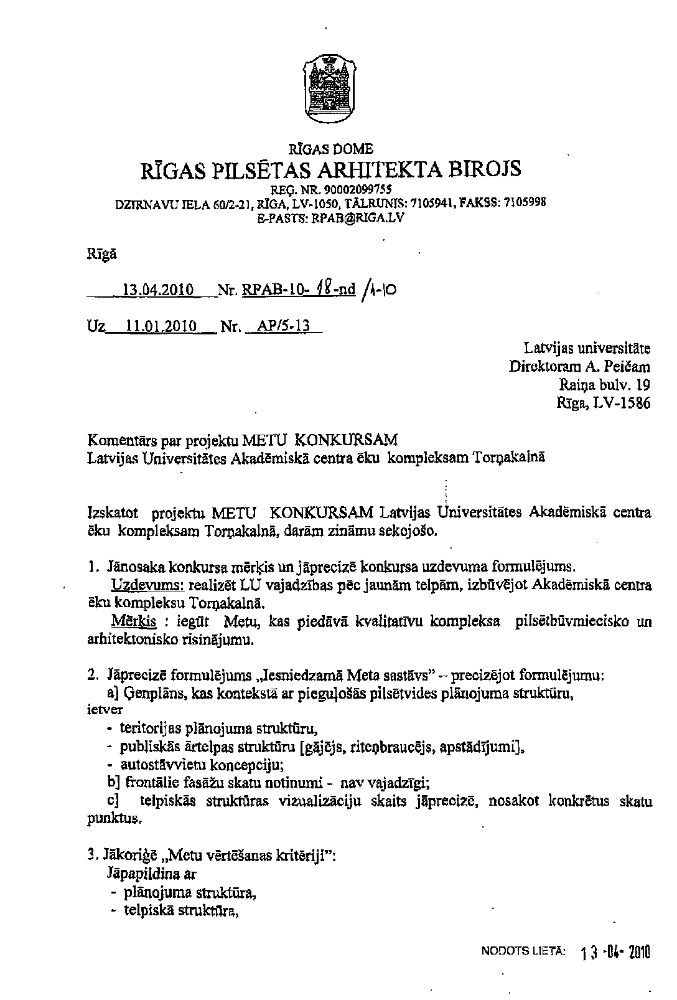 RĪGAS DOME
RĪGAS PILSĒTAS ARHITEKTA BIROJS
REĢ. NR. 90002099755
DZIRNAVU IELA 60/2-21, RĪGA, LV-1050, TĀLRUNIS: 7105941, FAKSS: 7105998
E-PASTS: RPAB@RIGA.LV
Rīgā
13.04.2010 Nr. RPAB-10- 18-nd /1-10
Uz 11.01.2010 Nr. AP/5-13
Latvijas universitāte
Direktoram A. Peičam
Raiņa bulv. 19
Rīga, LV-1586
Komentārs par projektu METU KONKURSAM
Latvijas Universitātes Akadēmiskā centra ēku kompleksam Torņakalnā
Izskatot projektu METU KONKURSAM Latvijas Universitātes Akadēmiskā centra
ēku kompleksam Torņakalnā, darām zināmu sekojošo.
1. Jānosaka konkursa mērķis un jāprecizē konkursa uzdevuma formulējums.
Uzdevums: realizēt LU vajadzības pēc jaunām telpām, izbūvējot Akadēmiskā centra
ēku kompleksu Torņakalnā.
Mērķis : iegūt Metu, kas piedāvā kvalitatīvu kompleksa pilsētbūvmiecisko un
arhitektonisko risinājumu.
2. Jāprecizē formulējums „Iesniedzamā Meta sastāvs” – precizējot formulējumu:
a] Ģenplāns, kas kontekstā ar pieguļošās pilsētvides plānojuma struktūru,
ietver
- teritorijas plānojuma struktūru,
- publiskās ārtelpas struktūru [gājējs, riteņbraucējs, apstādījumi],
- autostāvvietu koncepciju;
b] frontālie fasāžu skatu notinumi - nav vajadzīgi;
c] telpiskās struktūras vizualizāciju skaits jāprecizē, nosakot konkrētus skatu
punktus.
3. Jākoriģē „Metu vērtēšanas kritēriji”:
Jāpapildina ar
- plānojuma struktūra,
- telpiskā struktūra,
NODOTS LIETĀ: 13 -04- 2010